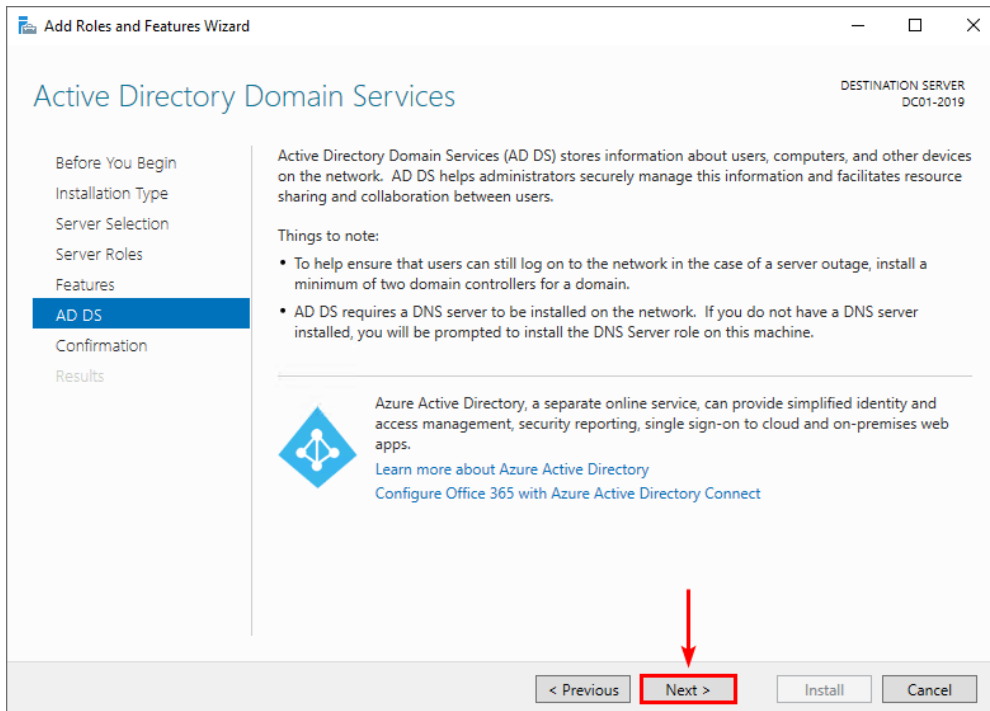 Add Roles and Features Wizard
Active Directory Domain Services
DESTINATION SERVER
DC01-2019
Before You Begin
Installation Type
Server Selection
Server Roles
Features
AD DS
Confirmation
Results
Active Directory Domain Services (AD DS) stores information about users, computers, and other devices
on the network.  AD DS helps administrators securely manage this information and facilitates resource
sharing and collaboration between users.
Things to note:
• To help ensure that users can still log on to the network in the case of a server outage, install a
minimum of two domain controllers for a domain.
• AD DS requires a DNS server to be installed on the network.  If you do not have a DNS server
installed, you will be prompted to install the DNS Server role on this machine.
Azure Active Directory, a separate online service, can provide simplified identity and
access management, security reporting, single sign-on to cloud and on-premises web
apps.
Learn more about Azure Active Directory
Configure Office 365 with Azure Active Directory Connect
< Previous
Next >
Install
Cancel